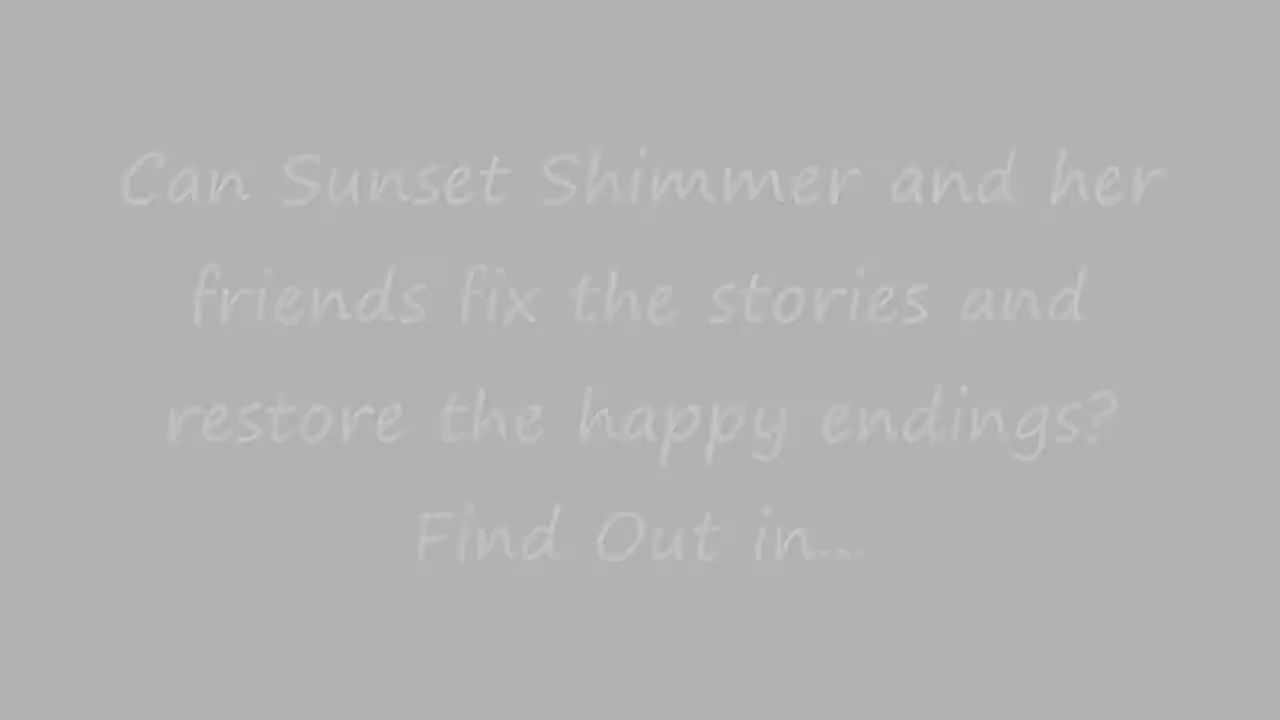 Can Sunset Shimmer and her
friends fix the stories and
restore the happy endings?
Find Out in...